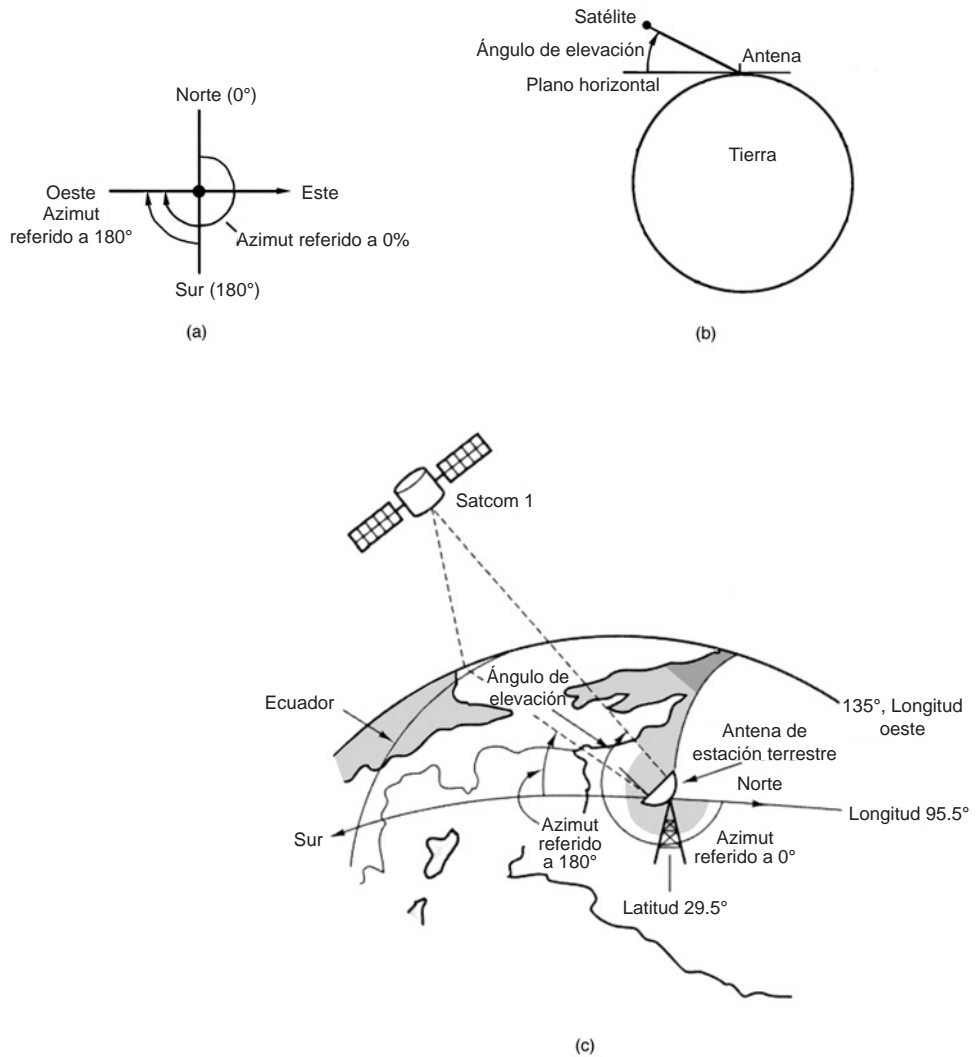 Norte (0°)
Oeste
Este
Azimut
referido a 180°
Azimut referido a 0%
Sur (180°)
(a)
Satélite
Ángulo de elevación
Antena
Plano horizontal
Tierra
(b)
Satcom 1
Ángulo de
elevación
Ecuador
135°, Longitud
oeste
Antena de
estación terrestre
Norte
Longitud 95.5°
Sur
Azimut
referido
a 180°
Azimut
referido a 0°
Latitud 29.5°
(c)